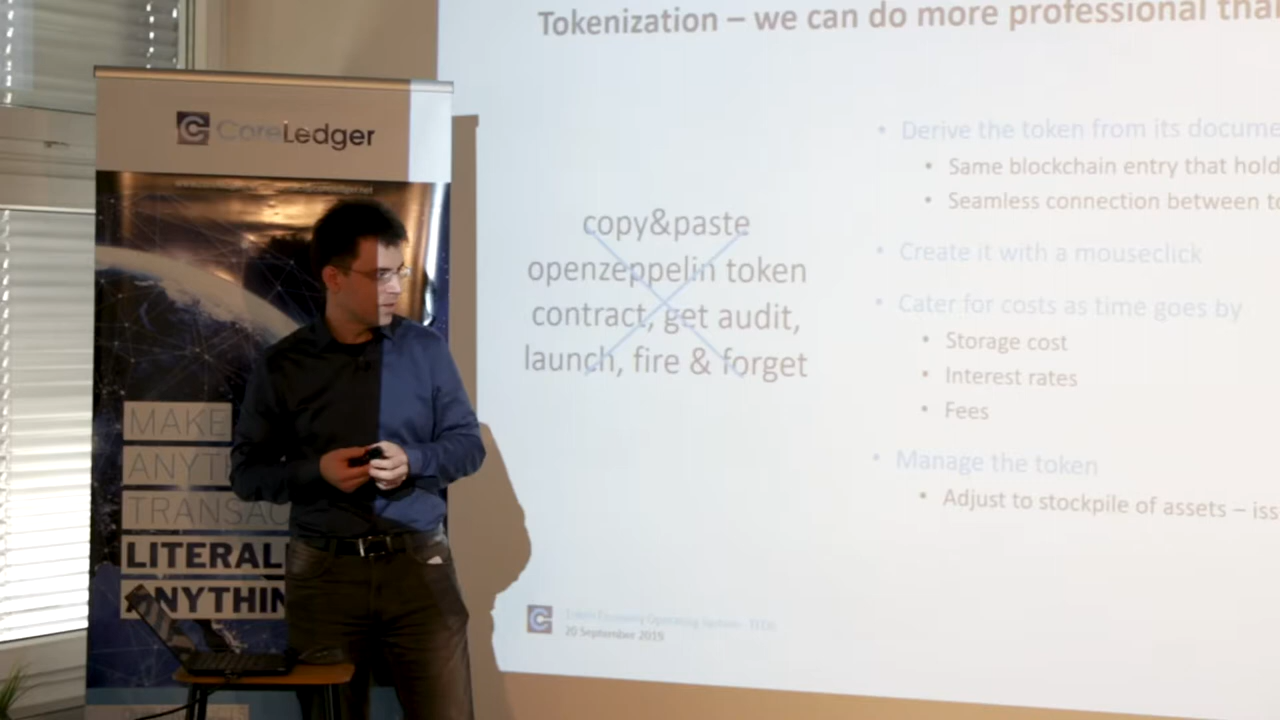 CoreLedger
MAKE
ANYT
TRANSAC
LITERAL
ANYTHIN
Tokenization – we can do more professional than
copy&paste
openzeppelin token
contract, get audit,
launch, fire & forget
• Derive the token from its docume
• Same blockchain entry that hold
• Seamless connection between to
• Create it with a mouseclick
• Cater for costs as time goes by
• Storage cost
• Interest rates
• Fees
• Manage the token
• Adjust to stockpile of assets – iss
20 September 2019